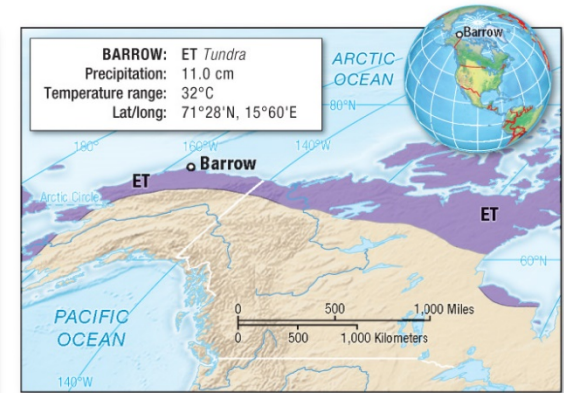 BARROW: ET Tundra
Precipitation: 11.0 cm
Temperature range: 32°C
Lat/long: 71°28'N, 15°60'E
Barrow
ARCTIC
OCEAN
80°N
180°
160°W
140°W
Barrow
ET
Arctic Circle
ET
60°N
PACIFIC
OCEAN
0 500 1,000 Miles
0 500 1,000 Kilometers
140°W